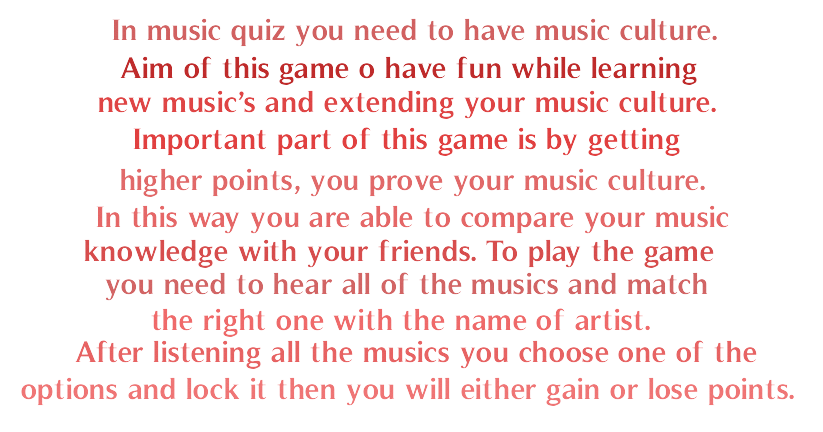 In music quiz you need to have music culture.
Aim of this game o have fun while learning
new music’s and extending your music culture.
Important part of this game is by getting
higher points, you prove your music culture.
In this way you are able to compare your music
knowledge with your friends. To play the game
you need to hear all of the musics and match
the right one with the name of artist.
After listening all the musics you choose one of the
options and lock it then you will either gain or lose points.